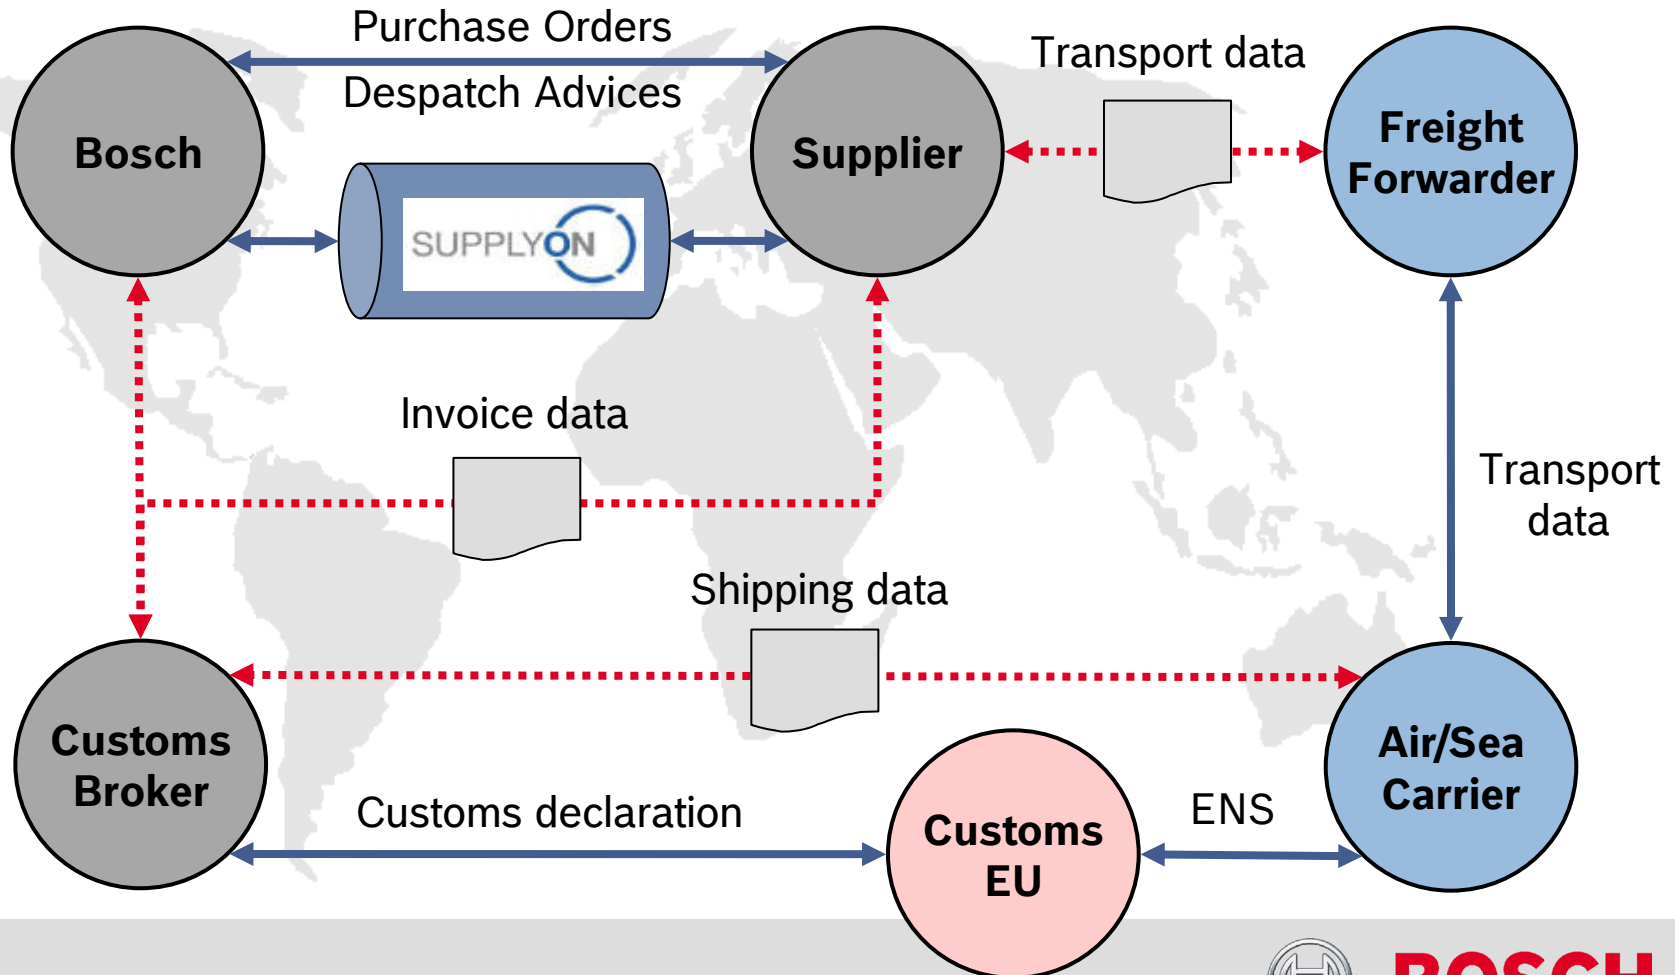 Purchase Orders
Despatch Advices
Transport data
Bosch
Supplier
Freight
Forwarder
SUPPLYON
Invoice data
Transport
data
Shipping data
Customs
Broker
Air/Sea
Carrier
Customs declaration
Customs
EU
ENS
BOSCH